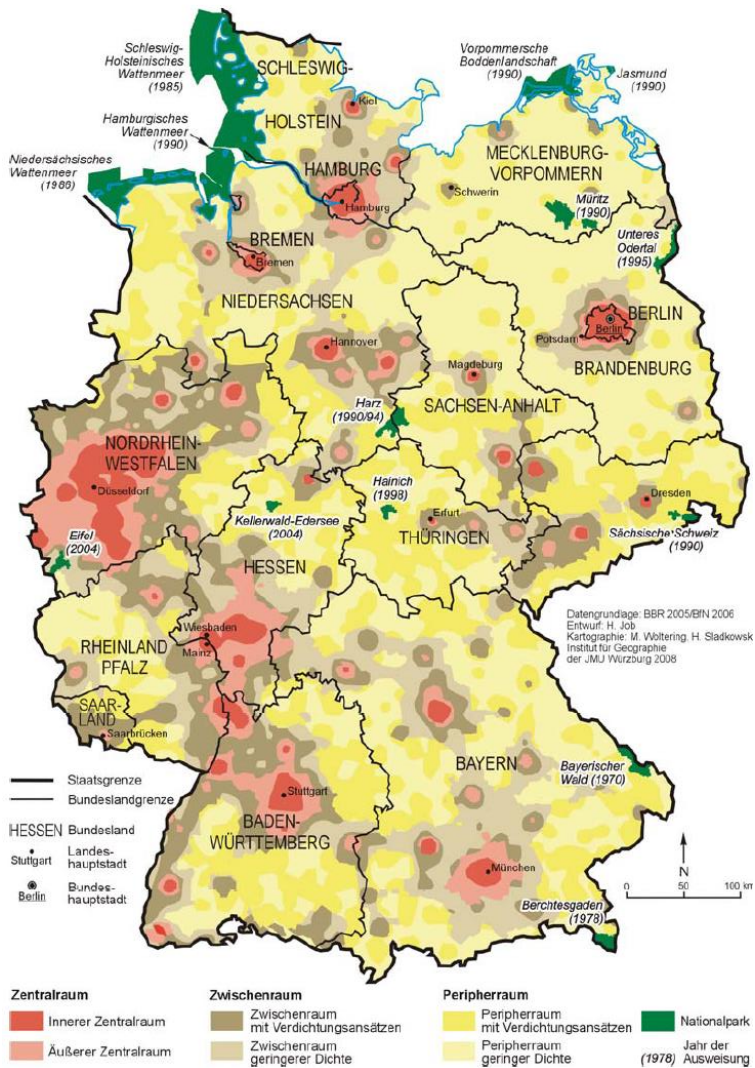 Schleswig-
Holsteinisches
Wattenmeer
(1985)
SCHLESWIG-
HOLSTEIN
Kiel
Vorpommersche
Boddenlandschaft
(1990)
Jasmund
(1990)
Hamburgisches
Wattenmeer
(1990)
HAMBURG
Hamburg
MECKLENBURG-
VORPOMMERN
Schwerin
Niedersächsisches
Wattenmeer
(1986)
Müritz
(1990)
Unteres
Odertal
(1995)
BREMEN
Bremen
NIEDERSACHSEN
Hannover
BERLIN
Berlin
Potsdam
BRANDENBURG
Magdeburg
SACHSEN-ANHALT
Harz
(1990/94)
NORDRHEIN-
WESTFALEN
Düsseldorf
Eifel
(2004)
Kellerwald-Edersee
(2004)
Hainich
(1998)
Erfurt
THÜRINGEN
Dresden
Sächsische Schweiz
(1990)
HESSEN
Wiesbaden
Mainz
RHEINLAND
PFALZ
SAAR-
LAND
Saarbrücken
Datengrundlage: BBR 2005/BfN 2006
Entwurf: H. Job
Kartographie: M. Woltering, H. Sladkowsk
Institut für Geographie
der JMU Würzburg 2008
BAYERN
Bayerischer
Wald (1970)
Stuttgart
BADEN-
WÜRTTEMBERG
München
Berchtesgaden
(1978)
Staatsgrenze
Bundeslandgrenze
HESSEN Bundesland
Stuttgart Landes-
hauptstadt
Berlin Bundes-
hauptstadt
N
0 50 100 km
Zentralraum
Innerer Zentralraum
Äußerer Zentralraum
Zwischenraum
Zwischenraum
mit Verdichtungsansätzen
Zwischenraum
geringerer Dichte
Peripherraum
Peripherraum
mit Verdichtungsansätzen
Peripherraum
geringer Dichte
Nationalpark
(1978) Jahr der
Ausweisung